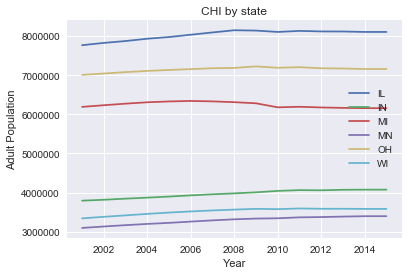 CHI by state
Adult Population
8000000
7000000
6000000
5000000
4000000
3000000
IL
IN
MI
MN
OH
WI
2002 2004 2006 2008 2010 2012 2014
Year